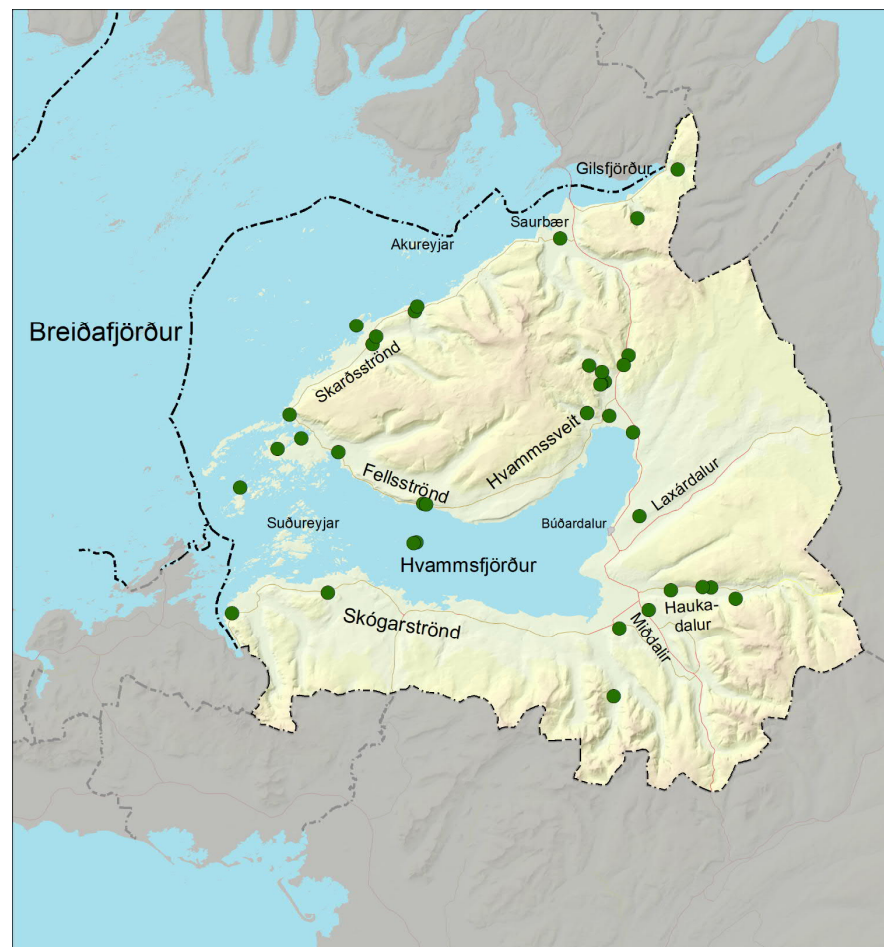 Gilsfjörður
Saurbær
Akureyjar
Breiðafjörður
Skarðsströnd
Hvammssveit
Fellsströnd
Laxárdalur
Suðureyjar
Búðardalur
Hvammsfjörður
Hauka-
dalur
Skógarströnd
Miðdalir